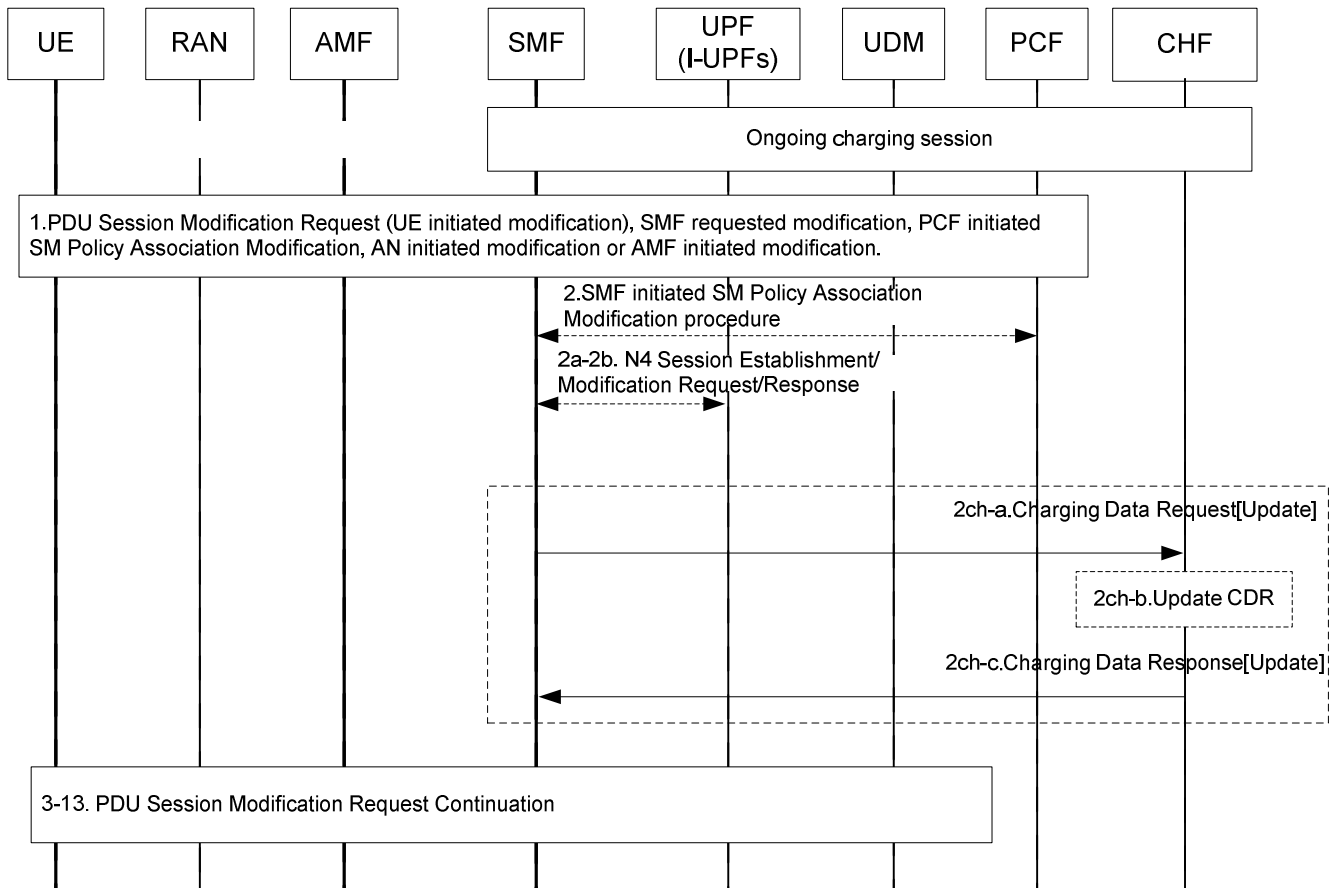 UE
RAN
AMF
SMF
UPF
(I-UPFs)
UDM
PCF
CHF
Ongoing charging session
1.PDU Session Modification Request (UE initiated modification), SMF requested modification, PCF initiated
SM Policy Association Modification, AN initiated modification or AMF initiated modification.
2.SMF initiated SM Policy Association
Modification procedure
2a-2b. N4 Session Establishment/
Modification Request/Response
2ch-a.Charging Data Request[Update]
2ch-b.Update CDR
2ch-c.Charging Data Response[Update]
3-13. PDU Session Modification Request Continuation